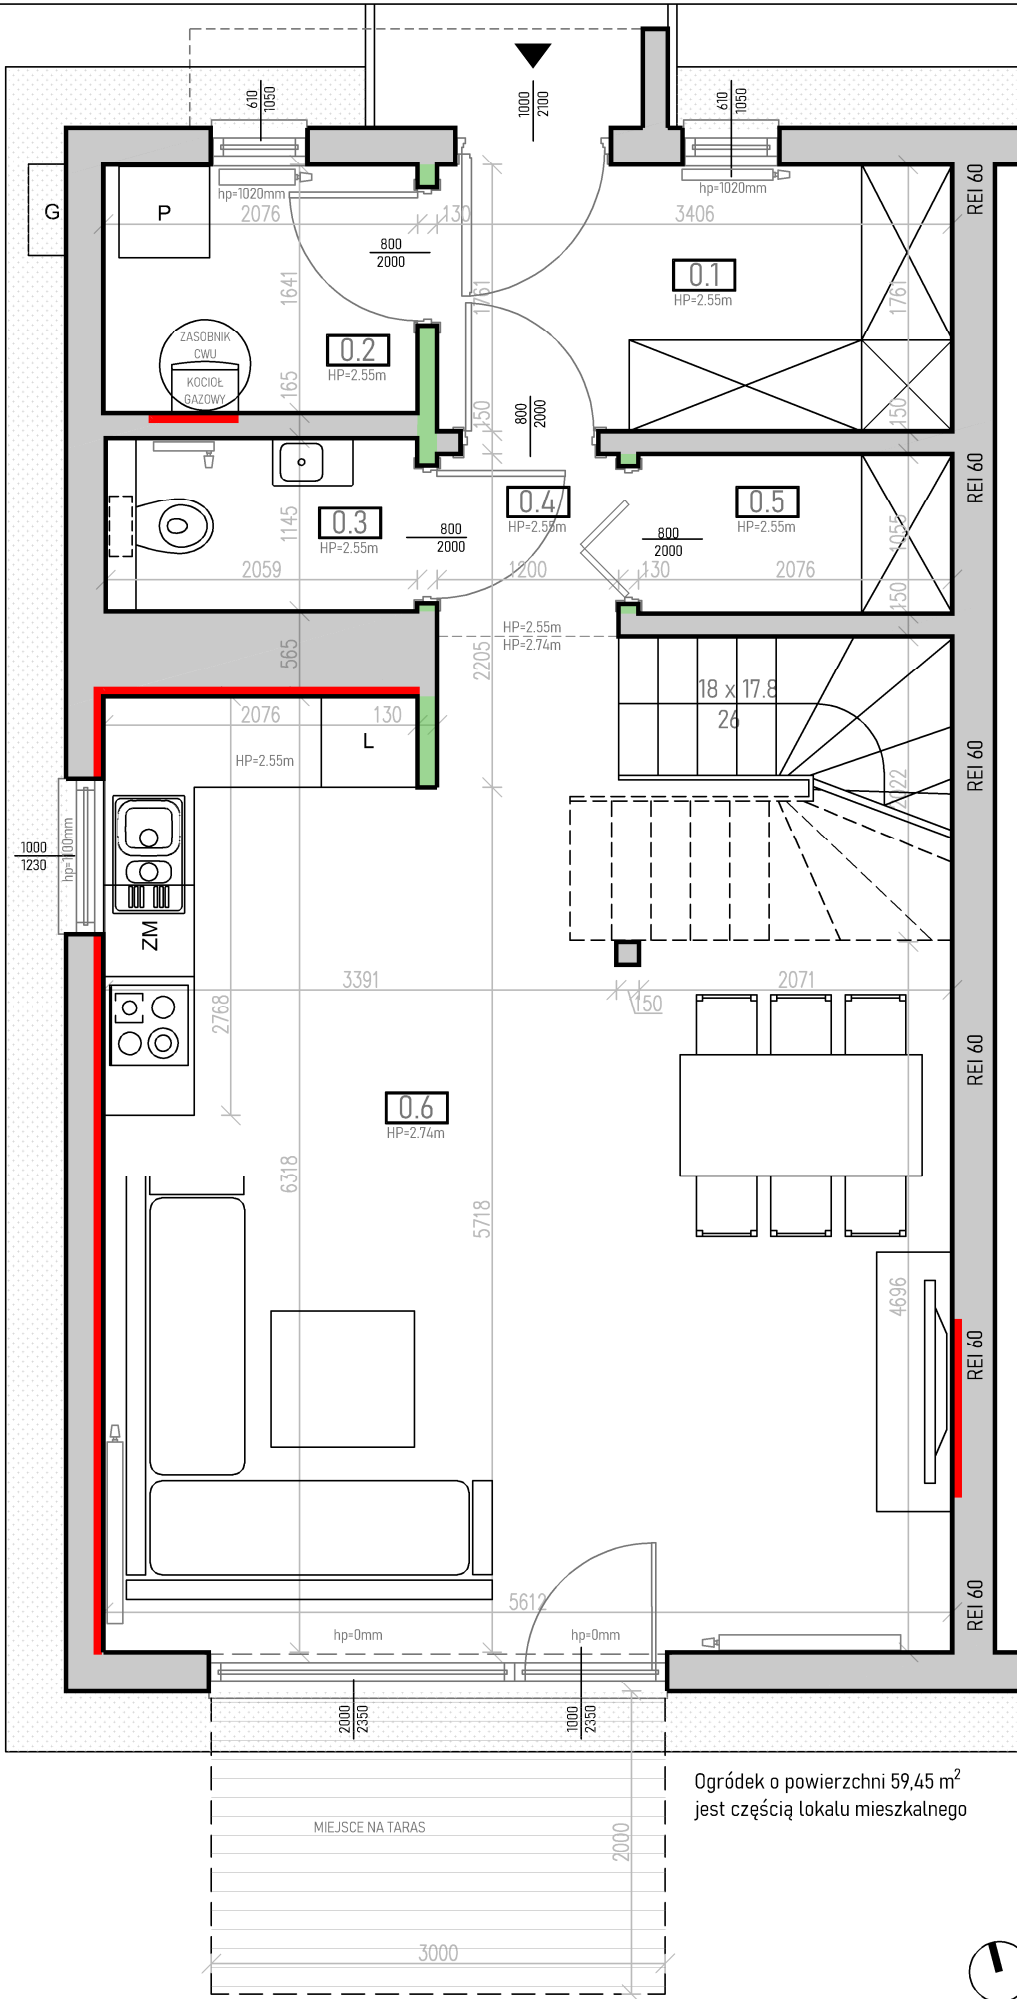 610
1050
1000
2100
610
1050
REI 60
hp=1020mm
hp=1020mm
G
P
2076
130
3406
800
2000
0.1
HP=2.55m
1641
1761
1761
ZASOBNIK
CWU
KOCIOŁ
GAZOWY
0.2
HP=2.55m
165
150
800
2000
150
REI 60
0.3
HP=2.55m
0.4
HP=2.55m
0.5
HP=2.55m
1145
800
2000
800
2000
1055
2059
1200
130
2076
150
HP=2.55m
HP=2.74m
565
2205
18 x 17.8
26
2076
130
L
HP=2.55m
REI 60
2022
1000
1230
hp=1100mm
ZM
3391
2071
150
2768
REI 60
0.6
HP=2.74m
6318
5718
4696
REI 60
5612
REI 60
hp=0mm
hp=0mm
2000
2350
1000
2350
Ogródek o powierzchni 59,45 m²
jest częścią lokalu mieszkalnego
MIEJSCE NA TARAS
2000
3000